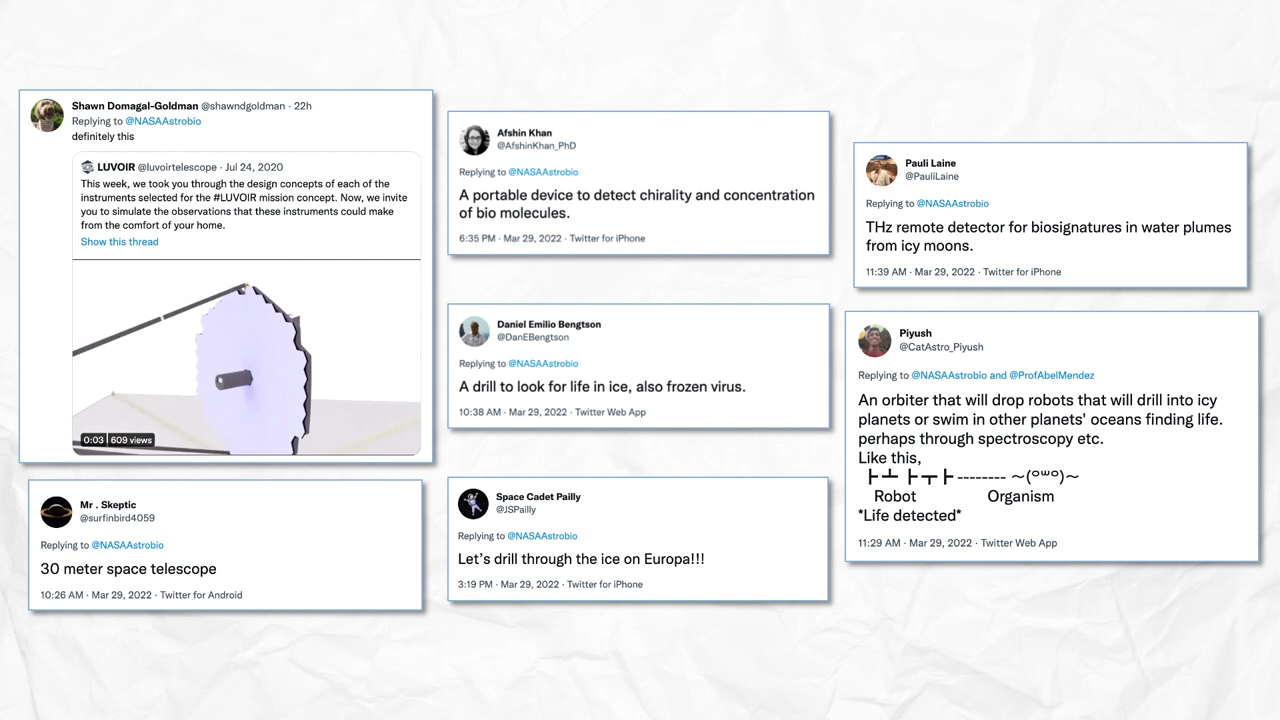 Shawn Domagal-Goldman @shawndgoldman · 22h
Replying to @NASAAstrobio
definitely this
LUVOIR @luvoirtelescope · Jul 24, 2020
This week, we took you through the design concepts of each of the
instruments selected for the #LUVOIR mission concept. Now, we invite
you to simulate the observations that these instruments could make
from the comfort of your home.
Show this thread
0:03 609 views
Mr . Skeptic
@surfinbird4059
Replying to @NASAAstrobio
30 meter space telescope
10:26 AM · Mar 29, 2022 · Twitter for Android
Afshin Khan
@AfshinKhan_PhD
Replying to @NASAAstrobio
A portable device to detect chirality and concentration
of bio molecules.
6:35 PM · Mar 29, 2022 · Twitter for iPhone
Daniel Emilio Bengtson
@DanEBengtson
Replying to @NASAAstrobio
A drill to look for life in ice, also frozen virus.
10:38 AM · Mar 29, 2022 · Twitter Web App
Space Cadet Pailly
@JSPailly
Replying to @NASAAstrobio
Let’s drill through the ice on Europa!!!
3:19 PM · Mar 29, 2022 · Twitter for iPhone
Pauli Laine
@PauliLaine
Replying to @NASAAstrobio
THz remote detector for biosignatures in water plumes
from icy moons.
11:39 AM · Mar 29, 2022 · Twitter for iPhone
Piyush
@CatAstro_Piyush
Replying to @NASAAstrobio and @ProfAbelMendez
An orbiter that will drop robots that will drill into icy
planets or swim in other planets' oceans finding life.
perhaps through spectroscopy etc.
Like this,
┣ ┻ ┣ ┳ ┣ -------- ～(°ʷ°)～
Robot Organism
*Life detected*
11:29 AM · Mar 29, 2022 · Twitter Web App